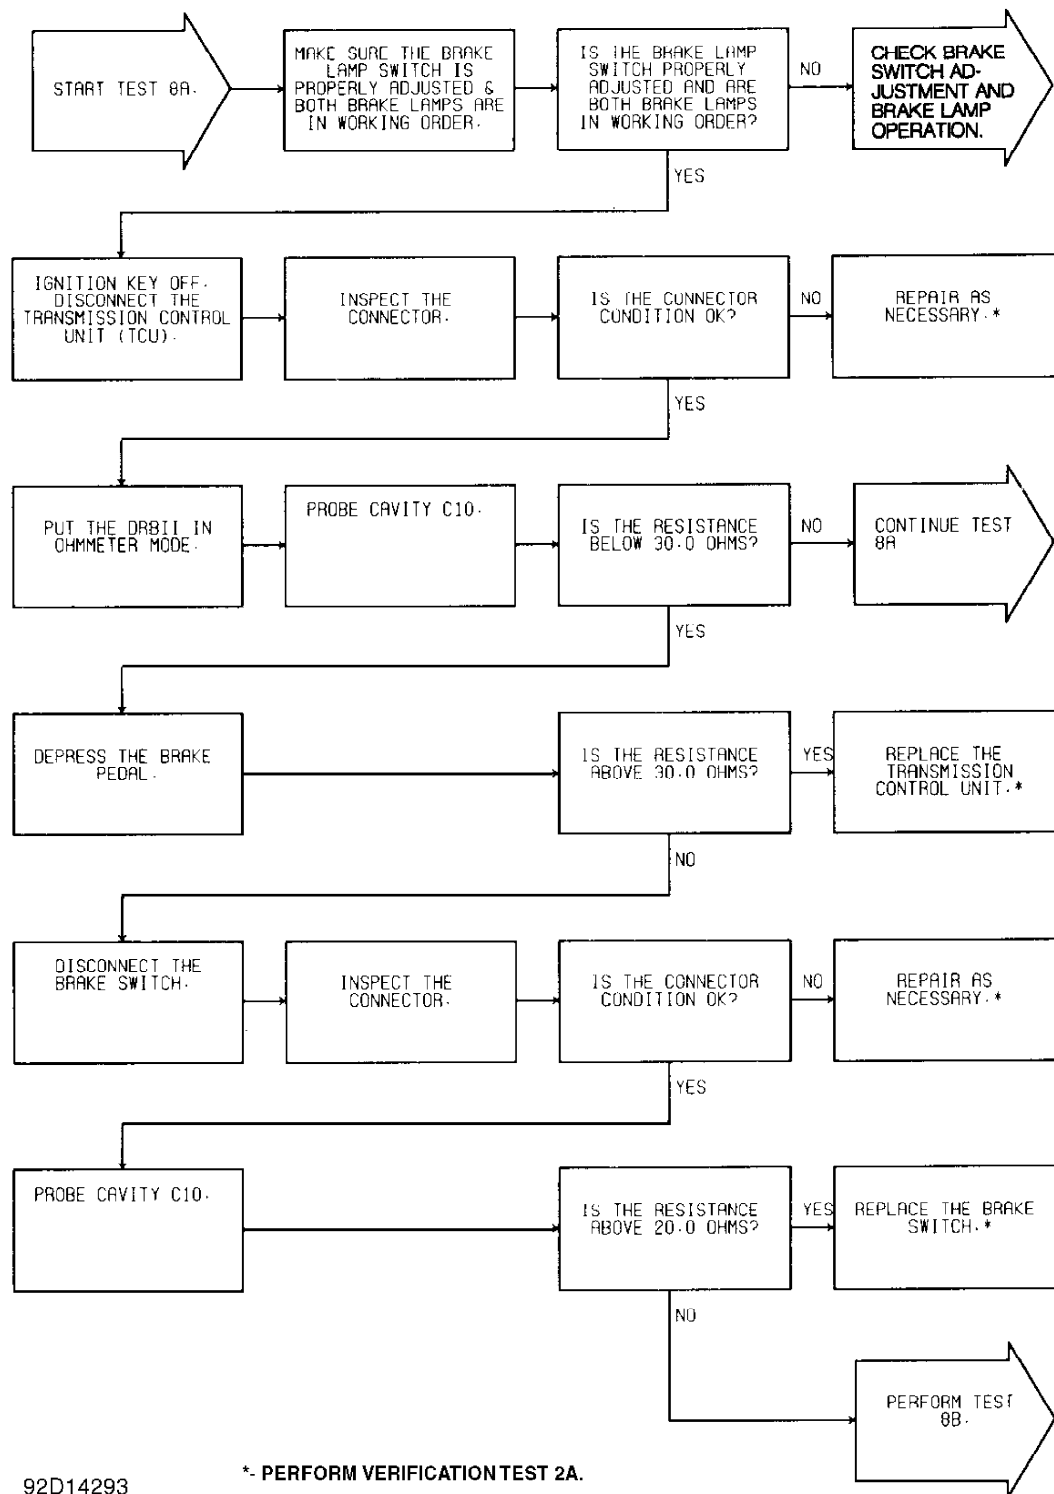 START TEST 8A.
MAKE SURE THE BRAKE
LAMP SWITCH IS
PROPERLY ADJUSTED &
BOTH BRAKE LAMPS ARE
IN WORKING ORDER.
IS THE BRAKE LAMP
SWITCH PROPERLY
ADJUSTED AND ARE
BOTH BRAKE LAMPS
IN WORKING ORDER?
NO
CHECK BRAKE
SWITCH AD-
JUSTMENT AND
BRAKE LAMP
OPERATION.
YES
IGNITION KEY OFF.
DISCONNECT THE
TRANSMISSION CONTROL
UNIT (TCU).
INSPECT THE
CONNECTOR.
IS THE CONNECTOR
CONDITION OK?
NO
REPAIR AS
NECESSARY.*
YES
PUT THE DRBII IN
OHMMETER MODE.
PROBE CAVITY C10.
IS THE RESISTANCE
BELOW 30.0 OHMS?
NO
CONTINUE TEST
8A
YES
DEPRESS THE BRAKE
PEDAL.
IS THE RESISTANCE
ABOVE 30.0 OHMS?
YES
REPLACE THE
TRANSMISSION
CONTROL UNIT.*
NO
DISCONNECT THE
BRAKE SWITCH.
INSPECT THE
CONNECTOR.
IS THE CONNECTOR
CONDITION OK?
NO
REPAIR AS
NECESSARY.*
YES
PROBE CAVITY C10.
IS THE RESISTANCE
ABOVE 20.0 OHMS?
YES
REPLACE THE BRAKE
SWITCH.*
NO
PERFORM TEST
8B.
*- PERFORM VERIFICATION TEST 2A.
92D14293